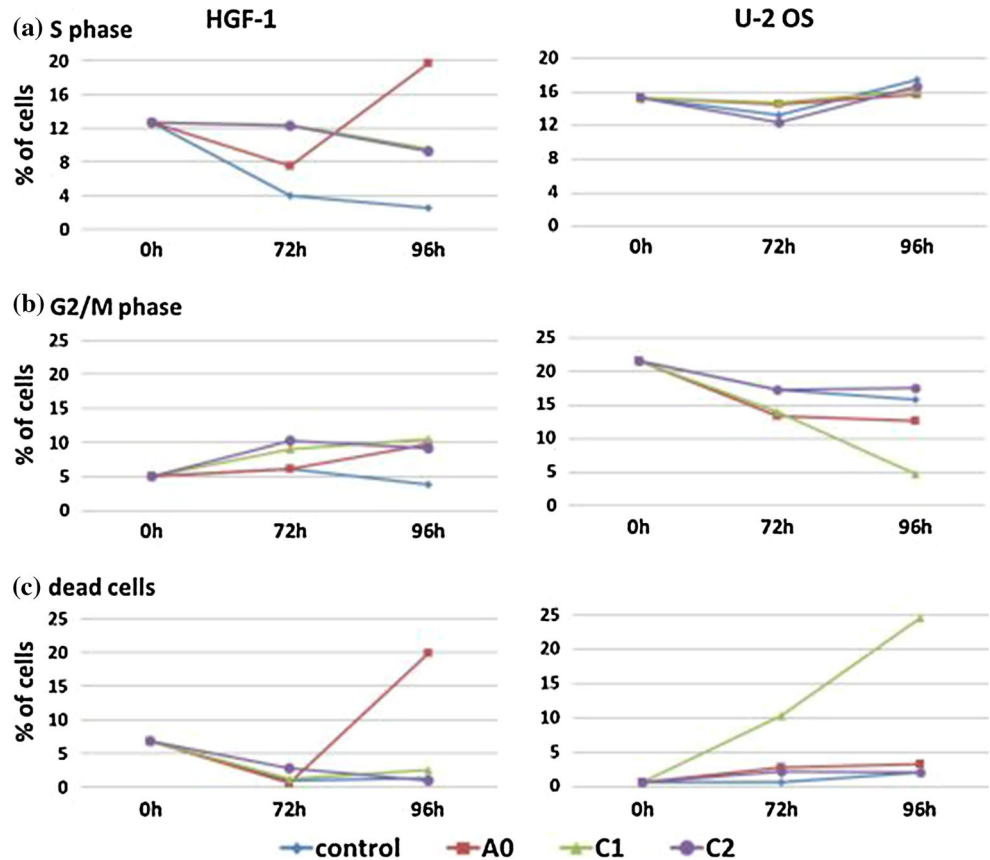 HGF-1 U-2 OS
(a) S phase
% of cells
20 20
16 16
12 12
8 8
4 4
0 0
0h 72h 96h 0h 72h 96h
(b) G2/M phase
% of cells
25 25
20 20
15 15
10 10
5 5
0 0
0h 72h 96h 0h 72h 96h
(c) dead cells
% of cells
25 25
20 20
15 15
10 10
5 5
0 0
0h 72h 96h 0h 72h 96h
control A0 C1 C2